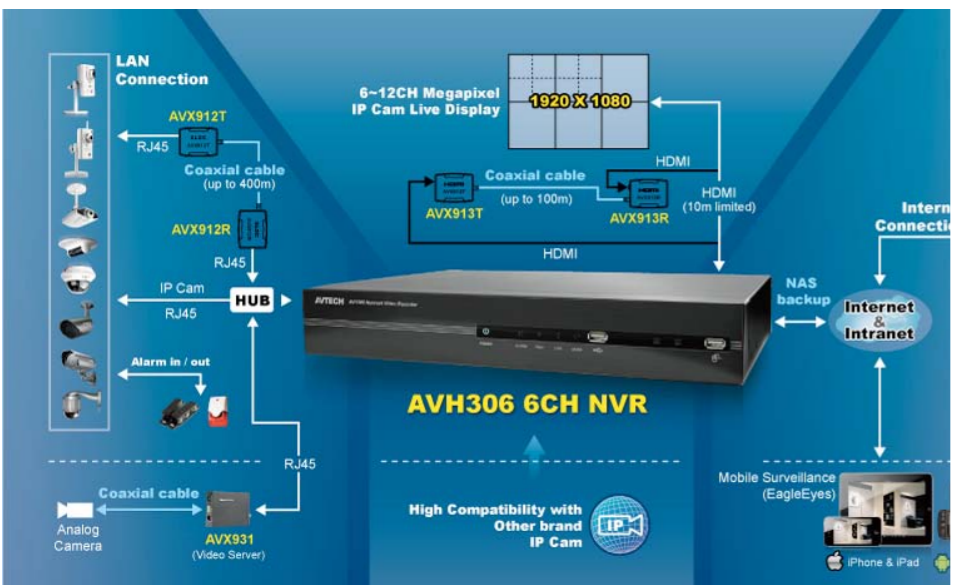 LAN
Connection
AVX912T
RJ45
Coaxial cable
(up to 400m)
AVX912R
RJ45
IP Cam
RJ45
HUB
Alarm in / out
RJ45
Coaxial cable
Analog
Camera
AVX931
(Video Server)
6~12CH Megapixel
IP Cam Live Display
1920 X 1080
HDMI
Coaxial cable
(up to 100m)
AVX913T
AVX913R
HDMI
(10m limited)
HDMI
AVTECH
AVH306 6CH NVR
High Compatibility with
Other brand
IP Cam
IP
NAS
backup
Intern
Connectio
Internet
&
Intranet
Mobile Surveillance
(EagleEyes)
iPhone & iPad